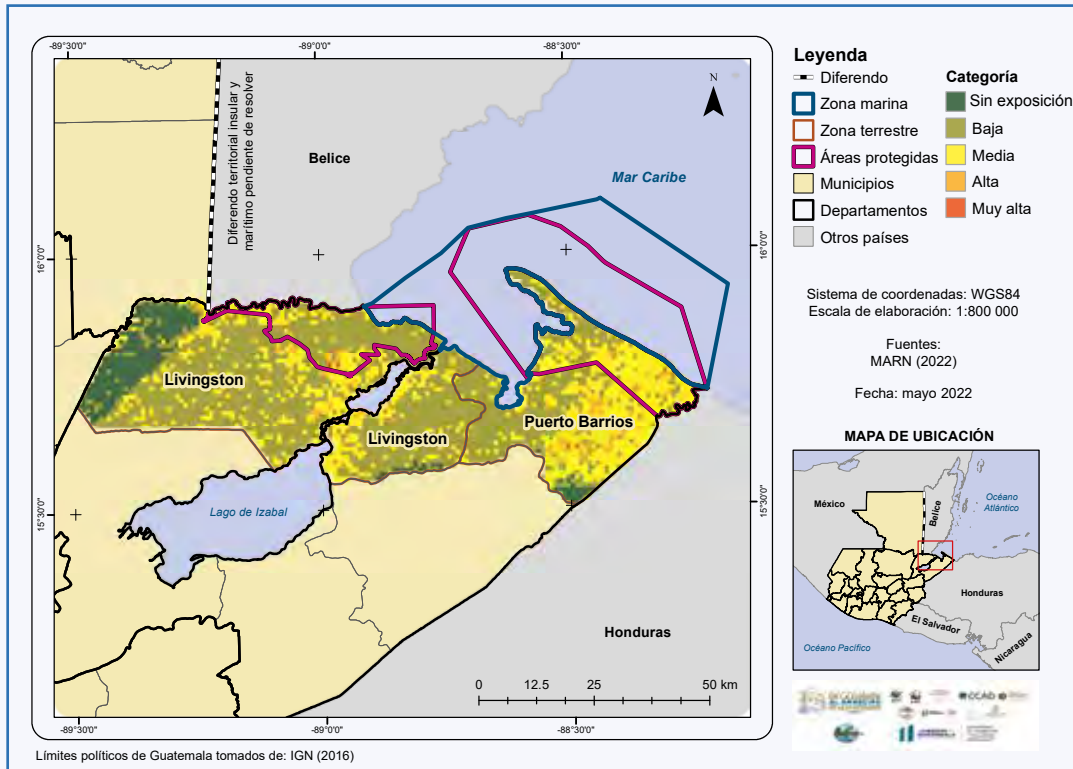 -89°30'0"
-89°0'0"
-88°30'0"
Diferendo territorial insular y
marítimo pendiente de resolver
Belice
N
Mar Caribe
16°0'0"
16°0'0"
Livingston
Livingston
Puerto Barrios
Lago de Izabal
15°30'0"
15°30'0"
Honduras
0 12.5 25 50 km
-89°30'0"
-89°0'0"
-88°30'0"
Límites políticos de Guatemala tomados de: IGN (2016)
Leyenda
Diferendo
Zona marina
Zona terrestre
Áreas protegidas
Municipios
Departamentos
Otros países
Categoría
Sin exposición
Baja
Media
Alta
Muy alta
Sistema de coordenadas: WGS84
Escala de elaboración: 1:800 000
Fuentes:
MARN (2022)
Fecha: mayo 2022
MAPA DE UBICACIÓN
México
Belice
Océano
Atlántico
Honduras
El Salvador
Nicaragua
Océano Pacífico
CCAD